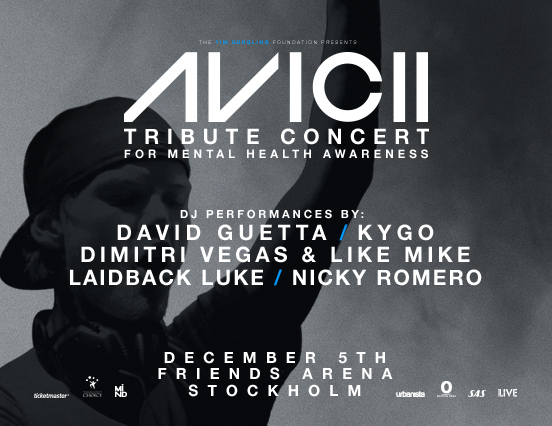 THE TIM BERGLING FOUNDATION PRESENTS:
AVICII
TRIBUTE CONCERT
FOR MENTAL HEALTH AWARENESS
DJ PERFORMANCES BY:
DAVID GUETTA / KYGO
DIMITRI VEGAS & LIKE MIKE
LAIDBACK LUKE / NICKY ROMERO
DECEMBER 5TH
FRIENDS ARENA
STOCKHOLM
ticketmaster CHOICE MIND urbanista SAS LIVE